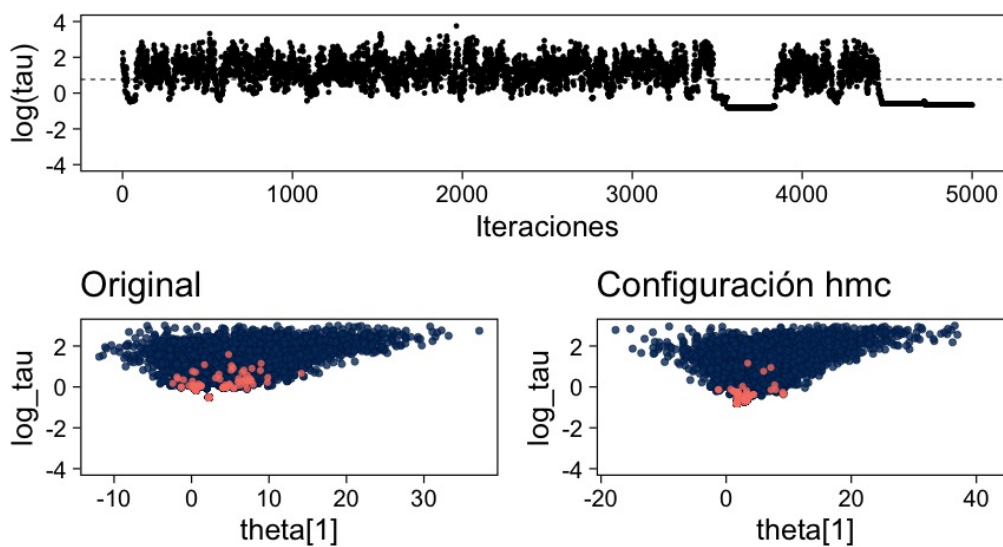 log(tau)
4
2
0
-2
-4
0 1000 2000 3000 4000 5000
Iteraciones
Original
log_tau
2
0
-2
-4
-10 0 10 20 30
theta[1]
Configuración hmc
log_tau
2
0
-2
-4
-20 0 20 40
theta[1]